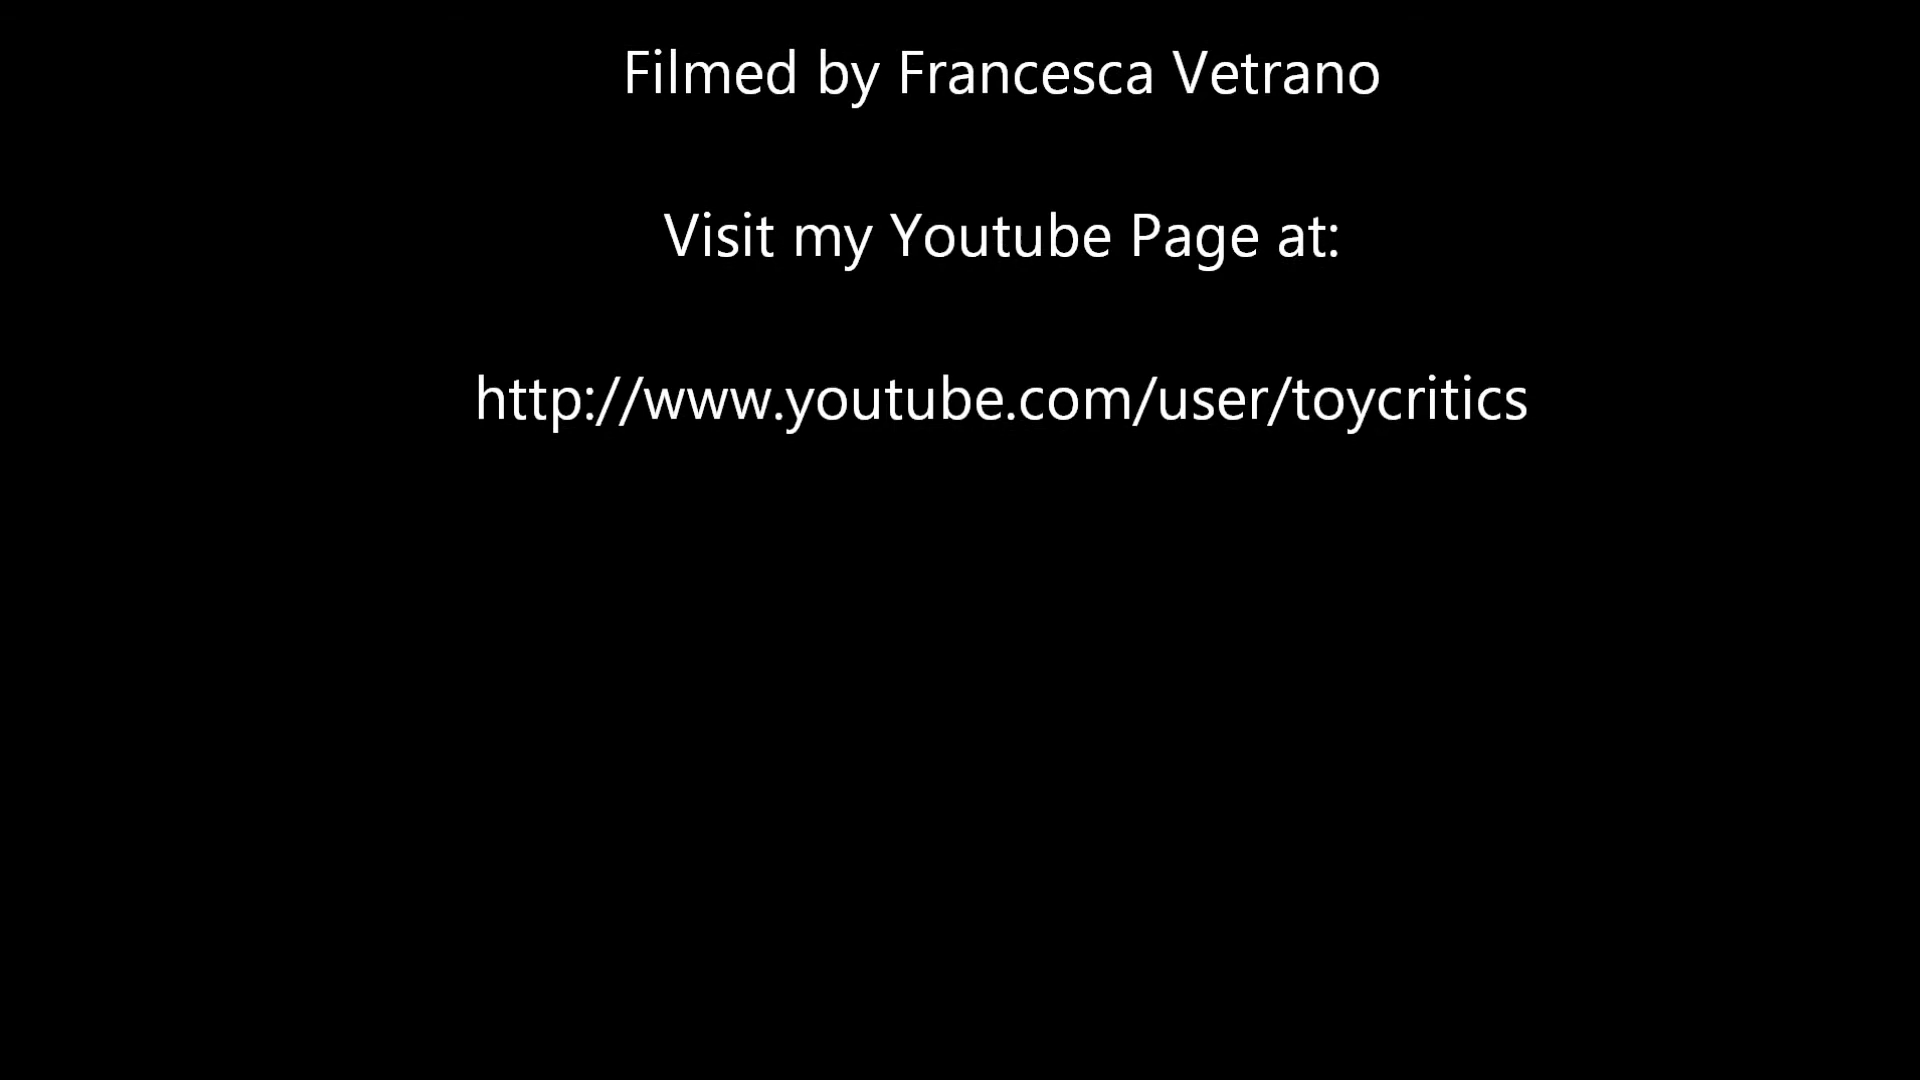 Filmed by Francesca Vetrano
Visit my Youtube Page at:
http://www.youtube.com/user/toycritics